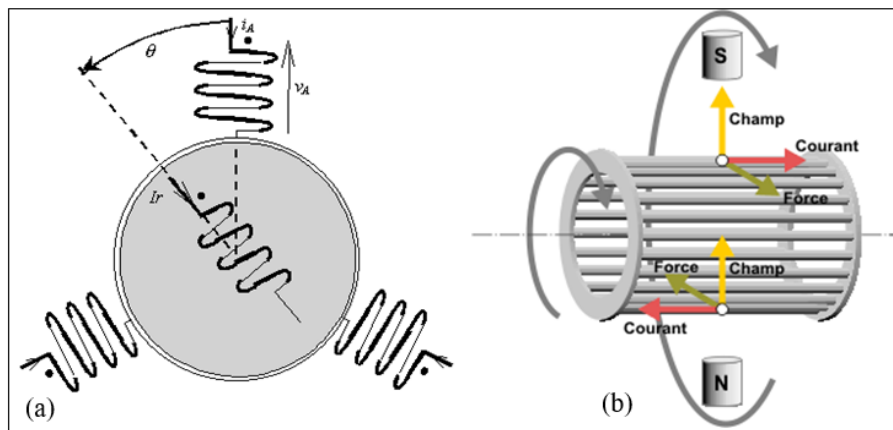 i_A
θ
v_A
Ir
(a)
S
Champ
Courant
Force
Force
Champ
Courant
N
(b)